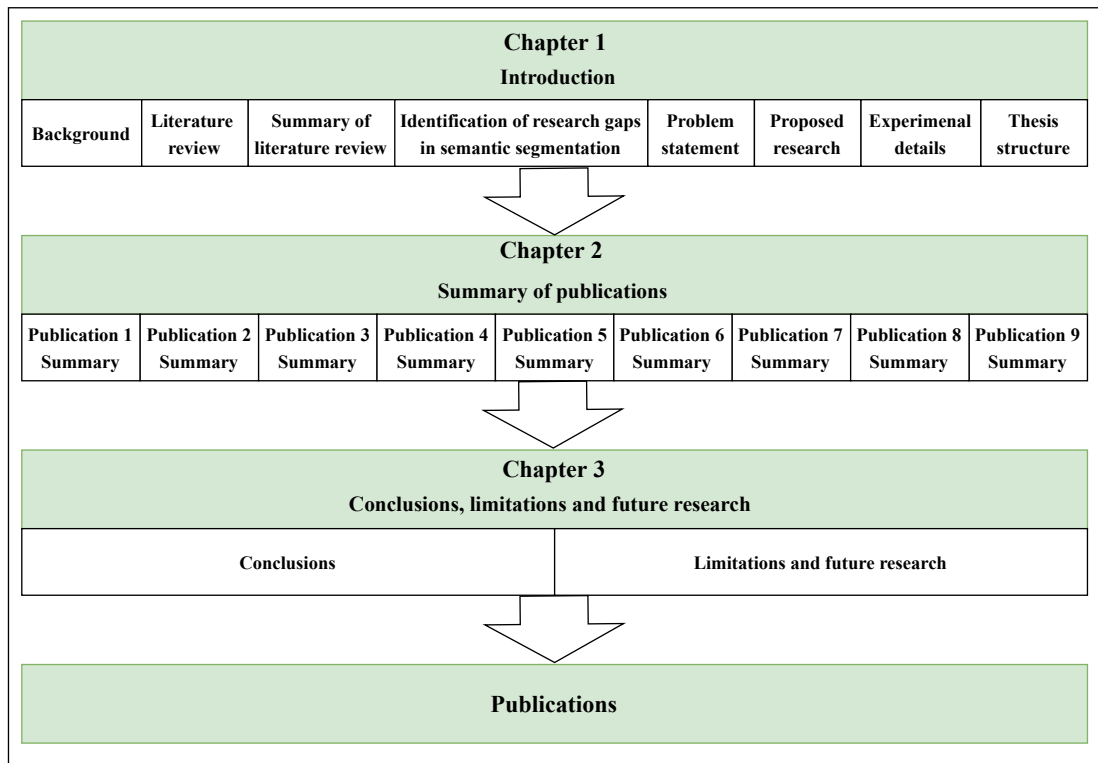 Chapter 1
Introduction
Background
Literature
review
Summary of
literature review
Identification of research gaps
in semantic segmentation
Problem
statement
Proposed
research
Experimenal
details
Thesis
structure
Chapter 2
Summary of publications
Publication 1
Summary
Publication 2
Summary
Publication 3
Summary
Publication 4
Summary
Publication 5
Summary
Publication 6
Summary
Publication 7
Summary
Publication 8
Summary
Publication 9
Summary
Chapter 3
Conclusions, limitations and future research
Conclusions
Limitations and future research
Publications